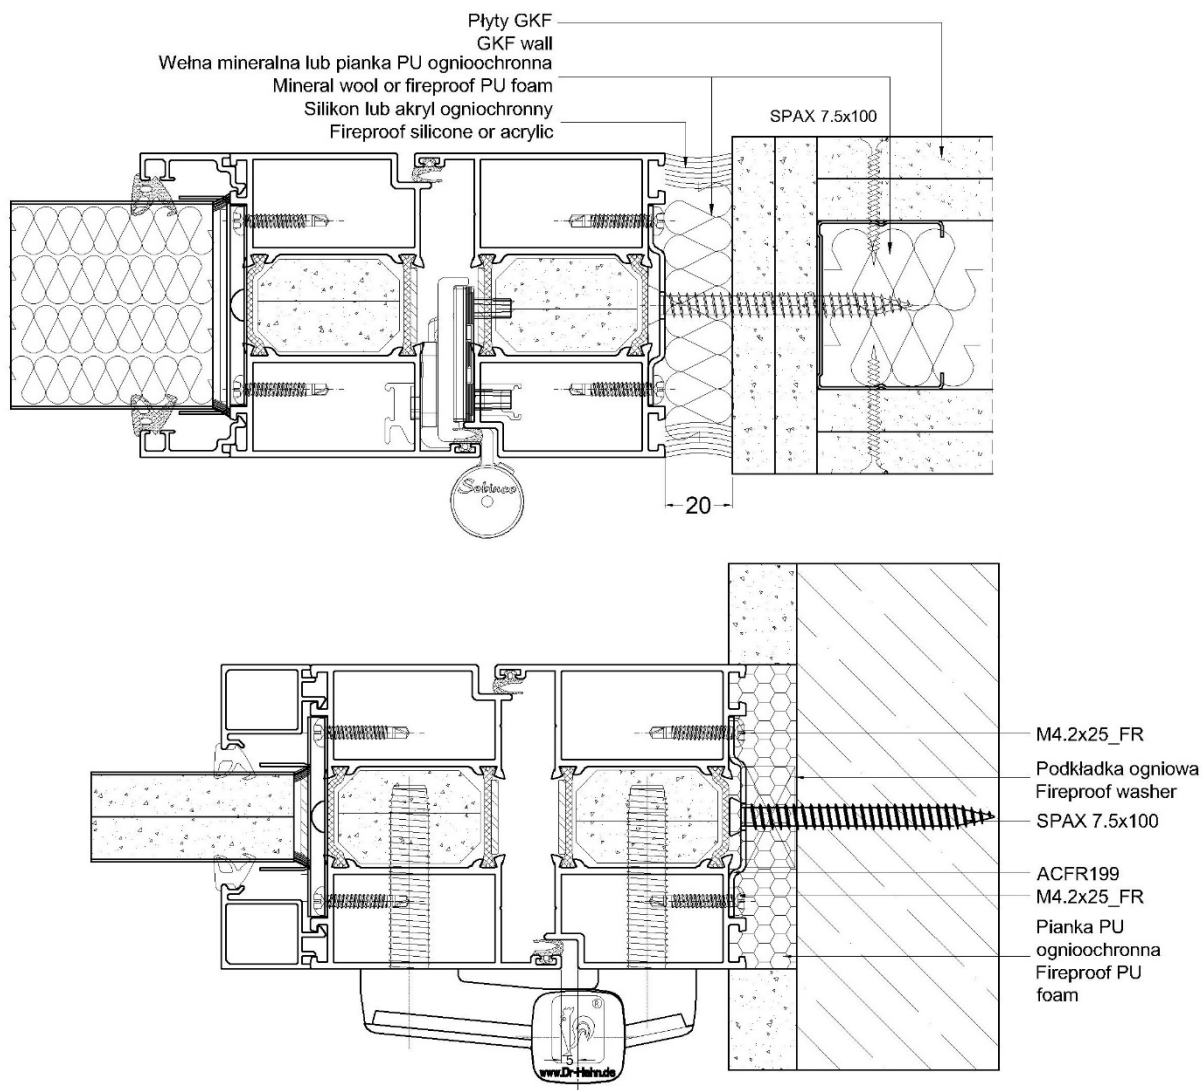 Płyty GKF
GKF wall
Wełna mineralna lub pianka PU ognioochronna
Mineral wool or fireproof PU foam
Silikon lub akryl ogniochronny
Fireproof silicone or acrylic
SPAX 7.5x100
Sobinco
20
M4.2x25_FR
Podkładka ogniowa
Fireproof washer
SPAX 7.5x100
ACFR199
M4.2x25_FR
Pianka PU
ognioochronna
Fireproof PU
foam
®
5
www.Dr-Hahn.de